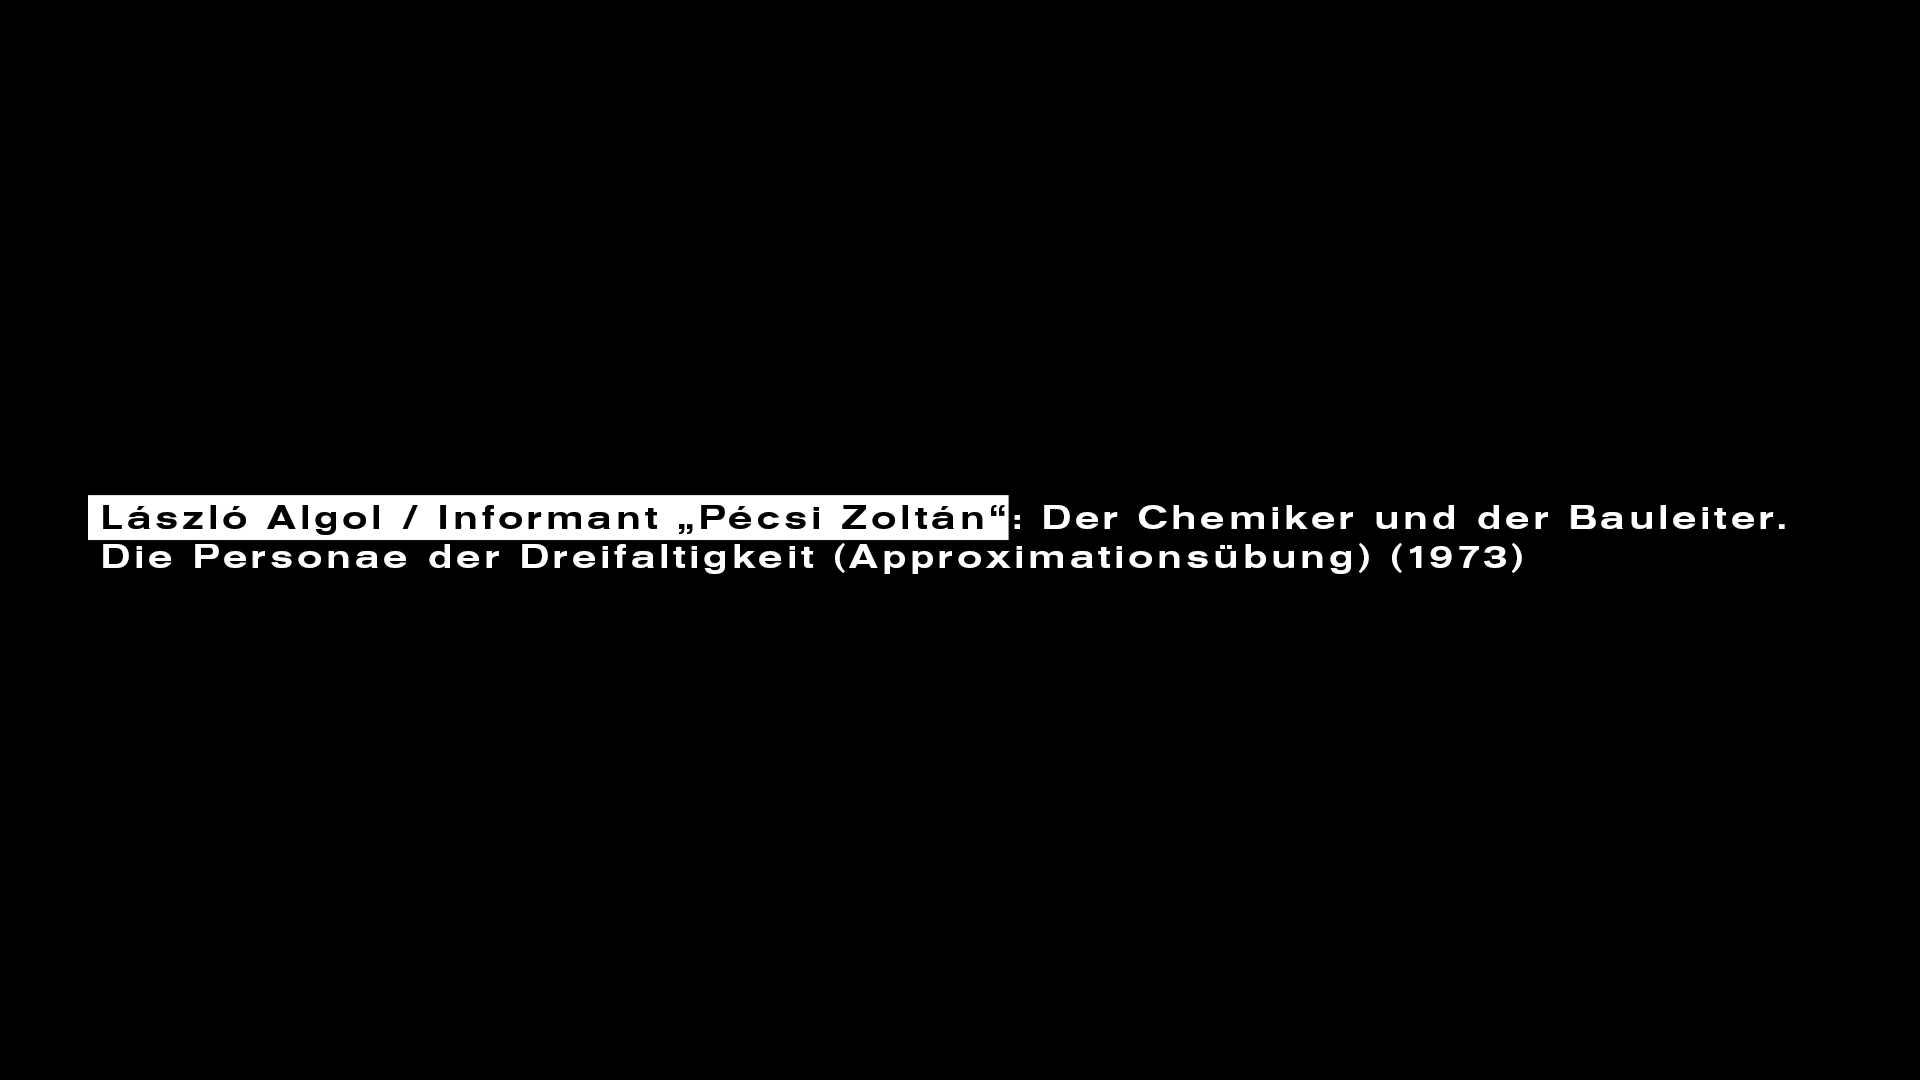 László Algol / Informant „Pécsi Zoltán“: Der Chemiker und der Bauleiter.
Die Personae der Dreifaltigkeit (Approximationsübung) (1973)